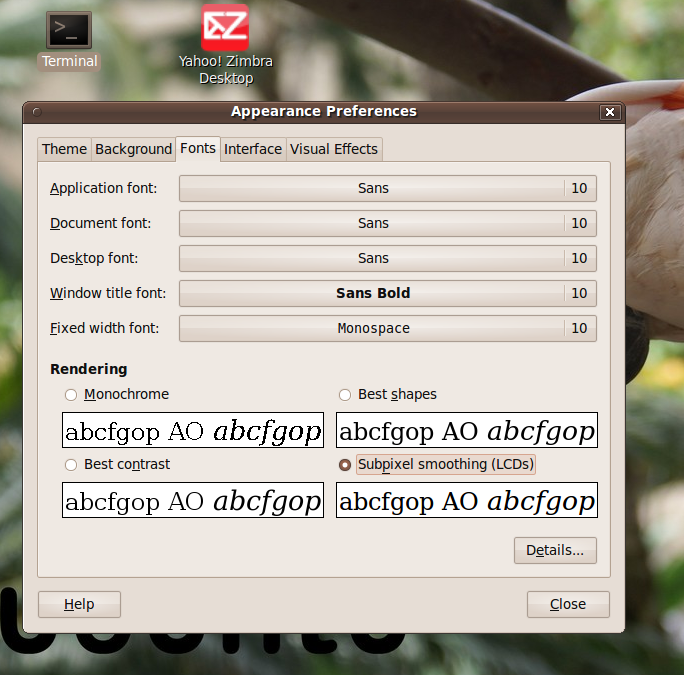 >_
Terminal
Yahoo! Zimbra
Desktop
Appearance Preferences
Theme Background Fonts Interface Visual Effects
Application font: Sans 10
Document font: Sans 10
Desktop font: Sans 10
Window title font: Sans Bold 10
Fixed width font: Monospace 10
Rendering
Monochrome Best shapes
abcfgop AO abcfgop abcfgop AO abcfgop
Best contrast Subpixel smoothing (LCDs)
abcfgop AO abcfgop abcfgop AO abcfgop
Details...
Help Close